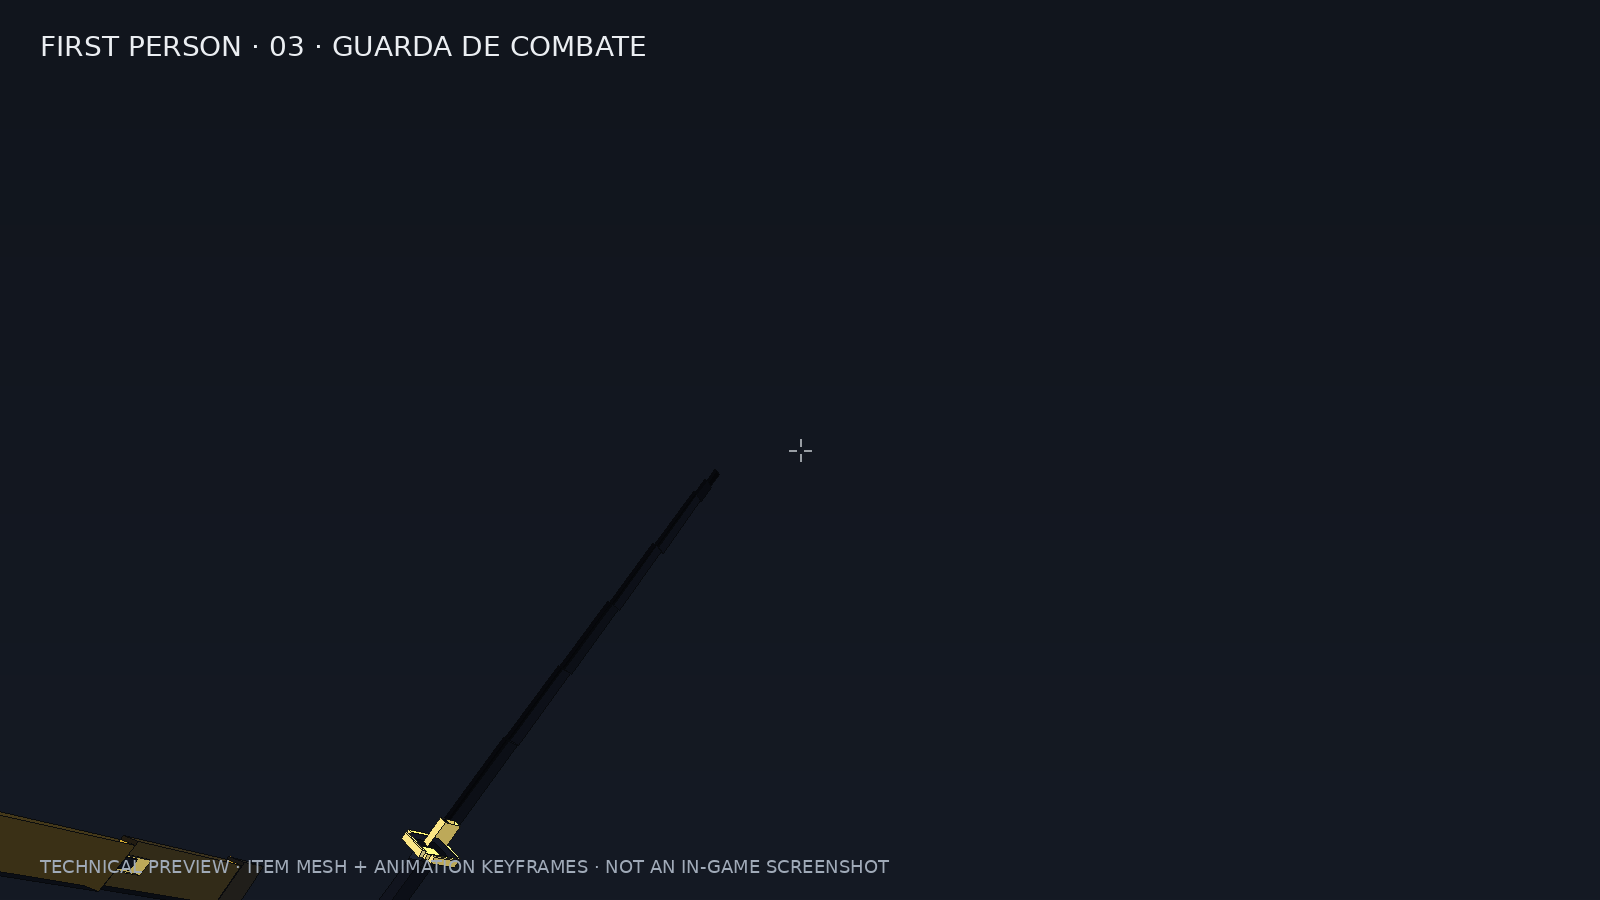 FIRST PERSON · 03 · GUARDA DE COMBATE
TECHNICAL PREVIEW · ITEM MESH + ANIMATION KEYFRAMES · NOT AN IN-GAME SCREENSHOT